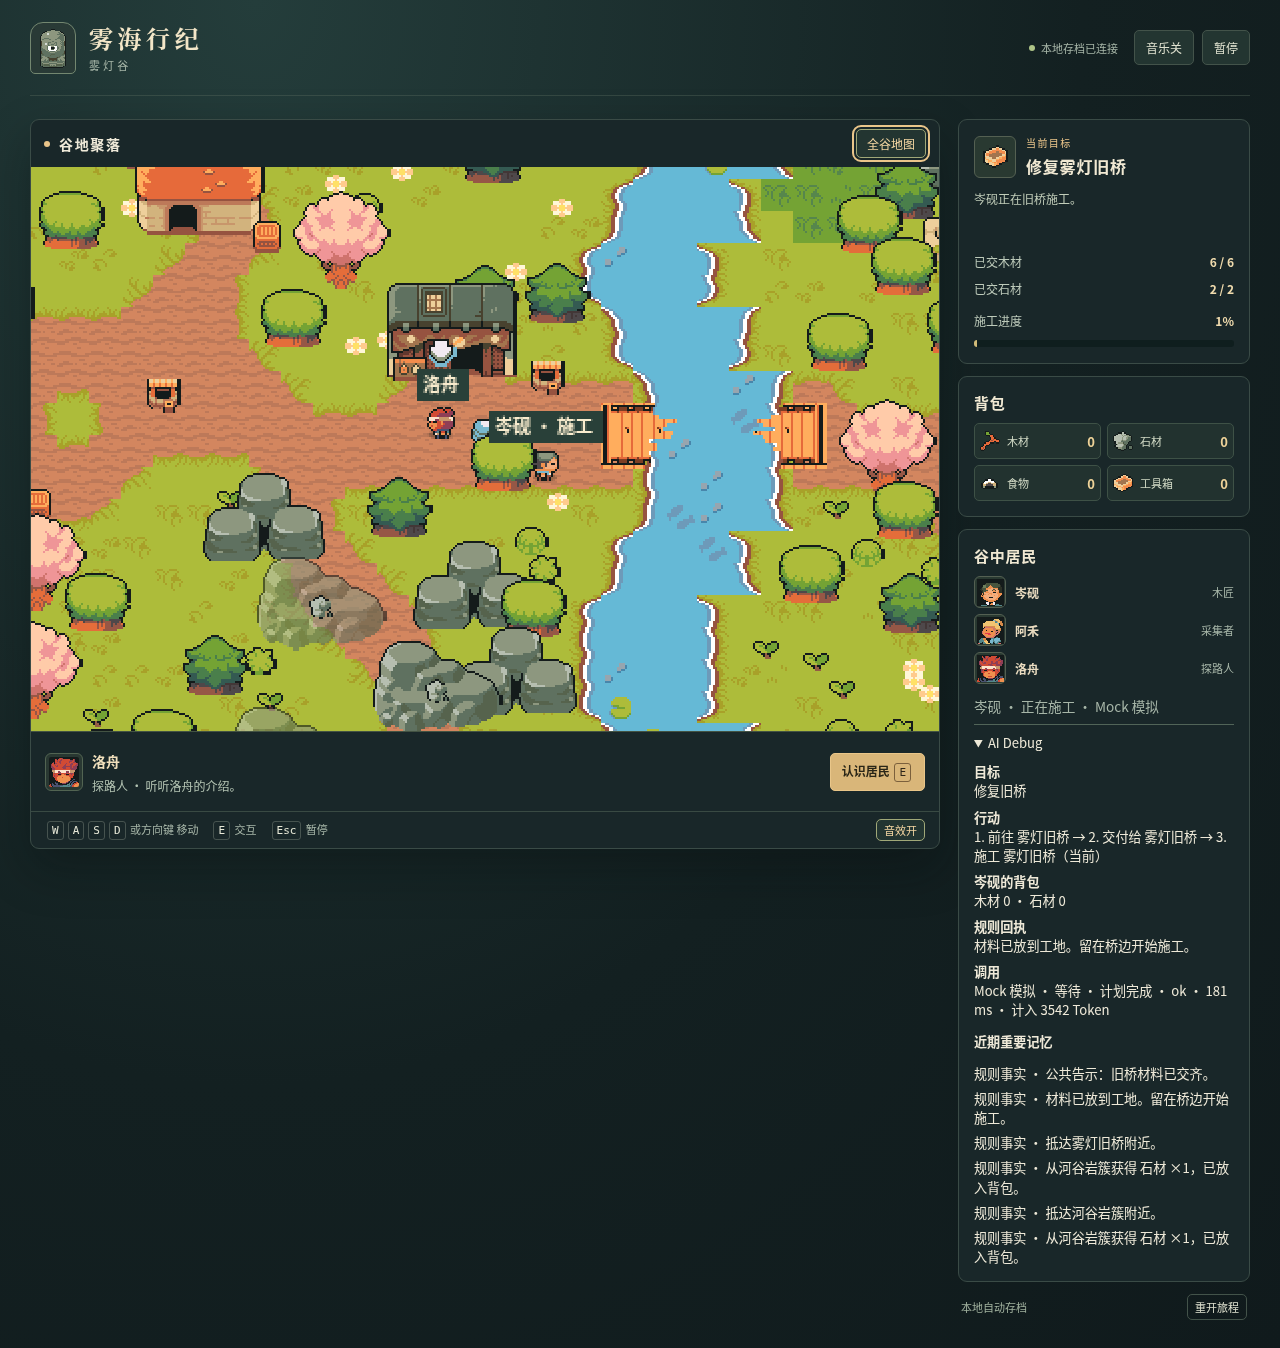 雾海行纪
雾灯谷
本地存档已连接
音乐关
暂停
谷地聚落
全谷地图
洛舟
岑砚 · 施工
洛舟
探路人 · 听听洛舟的介绍。
认识居民 E
W A S D 或方向键 移动 E 交互 Esc 暂停
音效开
当前目标
修复雾灯旧桥
岑砚正在旧桥施工。
已交木材 6 / 6
已交石材 2 / 2
施工进度 1%
背包
木材 0 石材 0
食物 0 工具箱 0
谷中居民
岑砚 木匠
阿禾 采集者
洛舟 探路人
岑砚 · 正在施工 · Mock 模拟
▼ AI Debug
目标
修复旧桥
行动
1. 前往 雾灯旧桥 → 2. 交付给 雾灯旧桥 → 3.
施工 雾灯旧桥（当前）
岑砚的背包
木材 0 · 石材 0
规则回执
材料已放到工地。留在桥边开始施工。
调用
Mock 模拟 · 等待 · 计划完成 · ok · 181
ms · 计入 3542 Token
近期重要记忆
规则事实 · 公共告示：旧桥材料已交齐。
规则事实 · 材料已放到工地。留在桥边开始
施工。
规则事实 · 抵达雾灯旧桥附近。
规则事实 · 从河谷岩簇获得 石材 ×1，已放
入背包。
规则事实 · 抵达河谷岩簇附近。
规则事实 · 从河谷岩簇获得 石材 ×1，已放
入背包。
本地自动存档
重开旅程